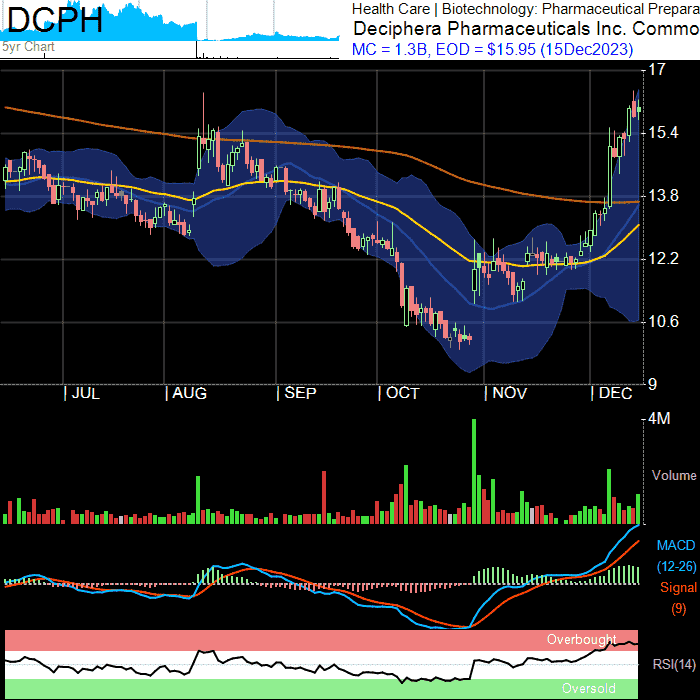 DCPH
5yr Chart
Health Care | Biotechnology: Pharmaceutical Prepara
Deciphera Pharmaceuticals Inc. Commo
MC = 1.3B, EOD = $15.95 (15Dec2023)
17
15.4
13.8
12.2
10.6
9
| JUL | AUG | SEP | OCT | NOV | DEC
4M
Volume
MACD
(12-26)
Signal
(9)
Overbought
RSI(14)
Oversold